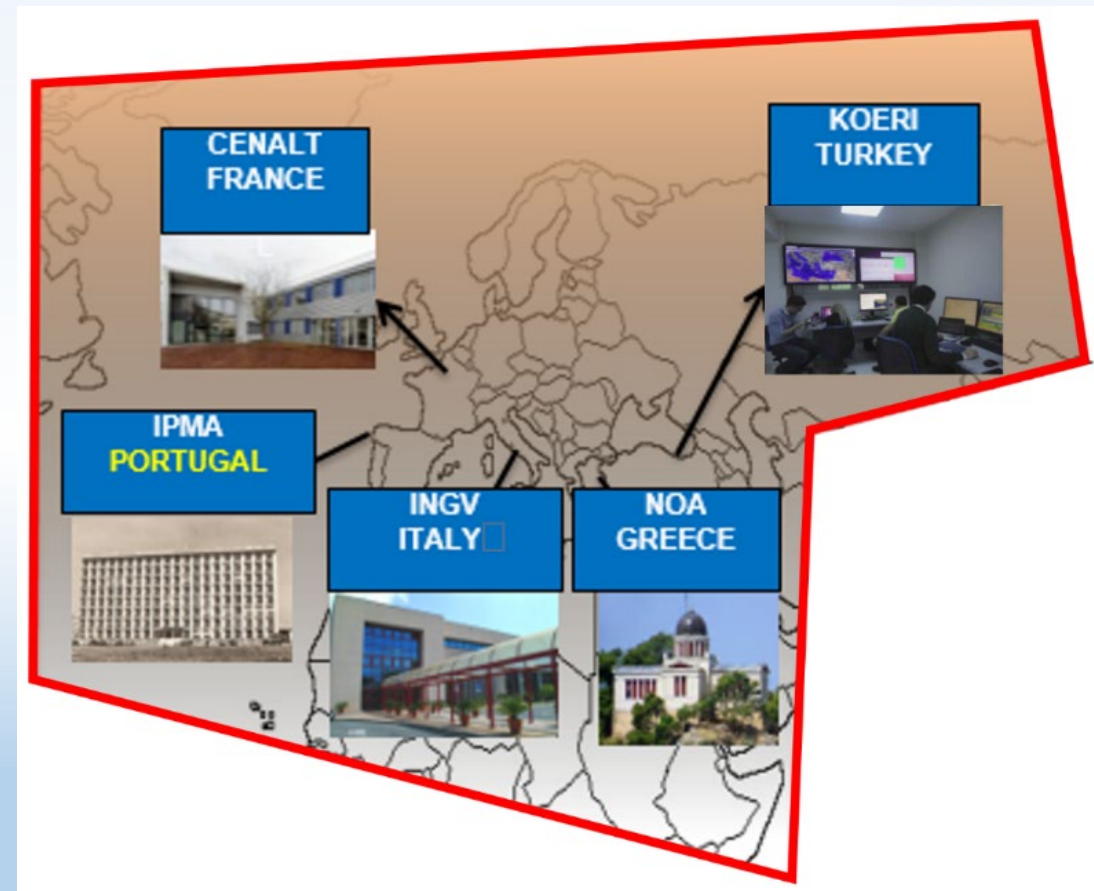 CENALT
FRANCE
KOERI
TURKEY
IPMA
PORTUGAL
INGV
ITALY
NOA
GREECE